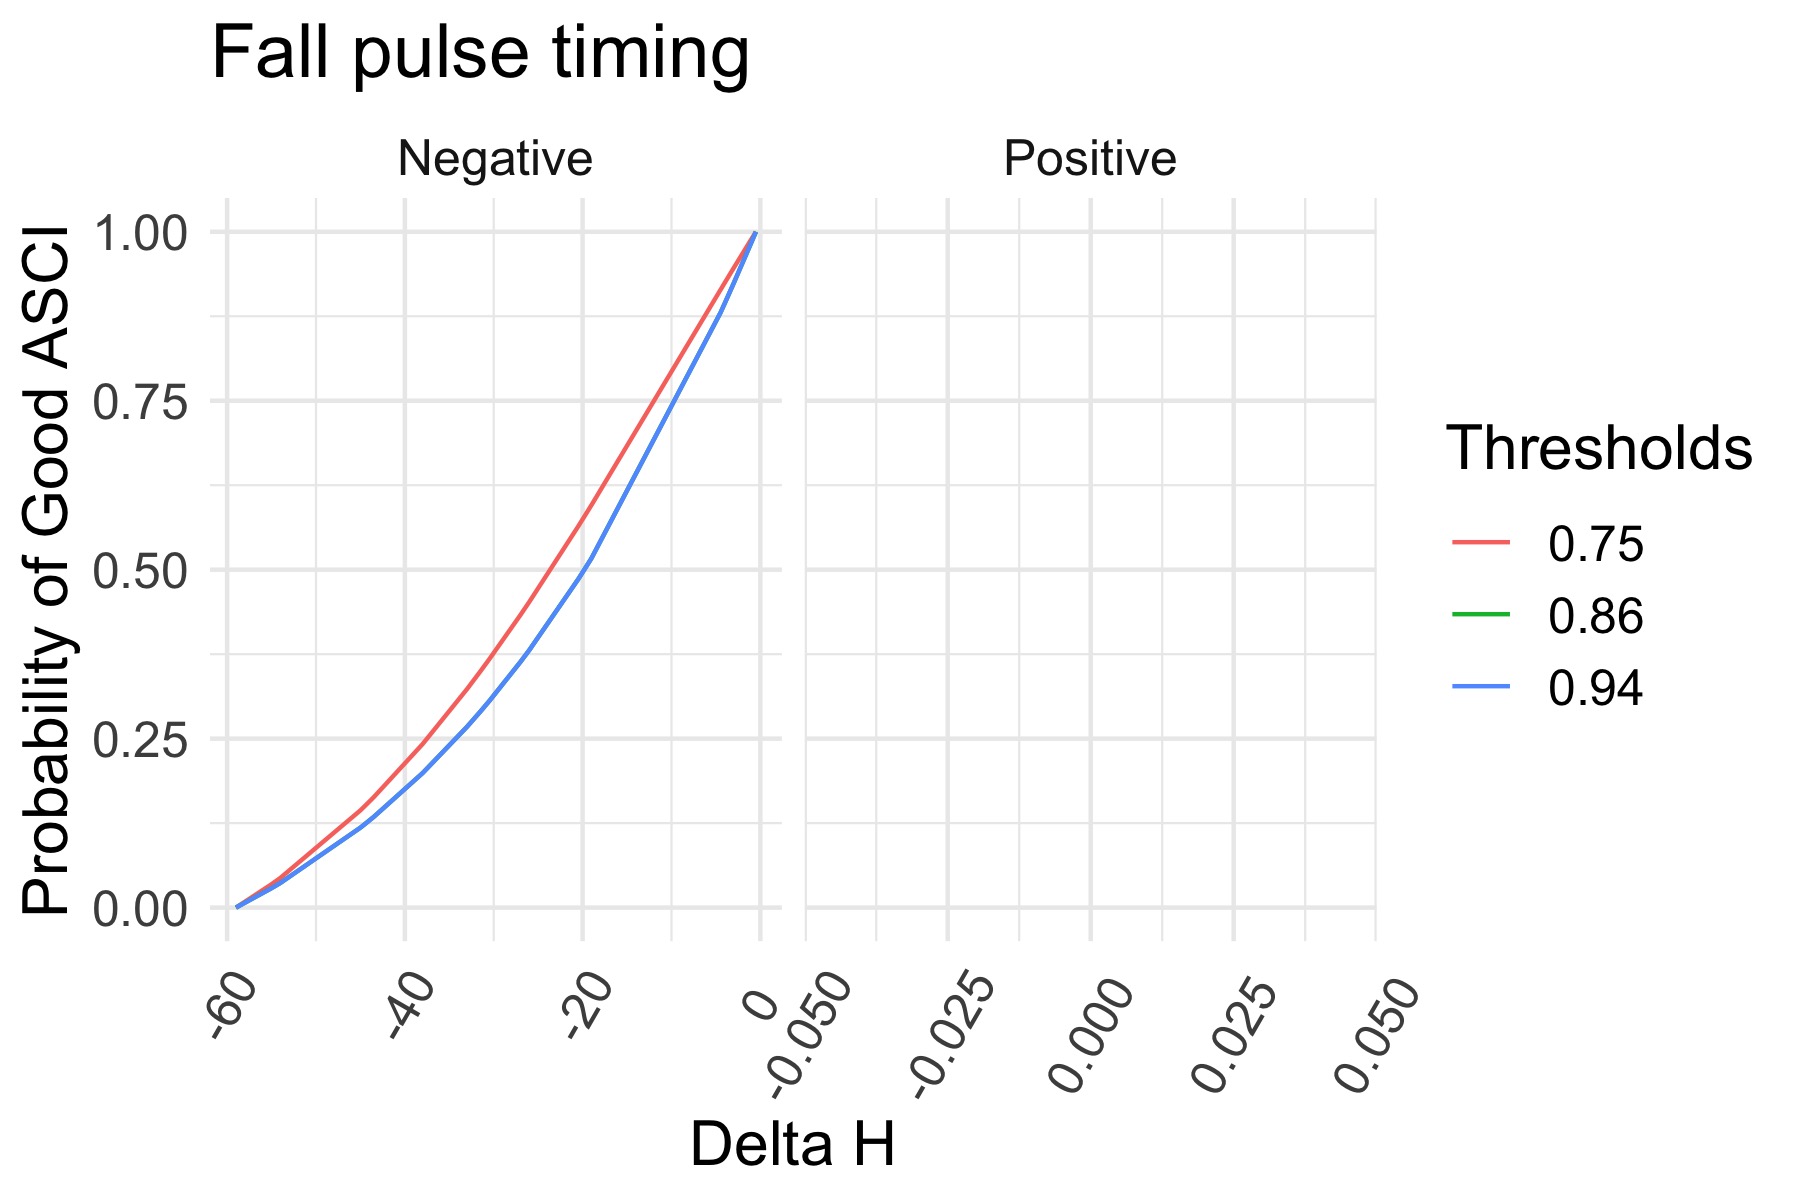 Fall pulse timing
Negative
Positive
Probability of Good ASCI
1.00
0.75
0.50
0.25
0.00
-60
-40
-20
0
-0.050
-0.025
0.000
0.025
0.050
Delta H
Thresholds
0.75
0.86
0.94